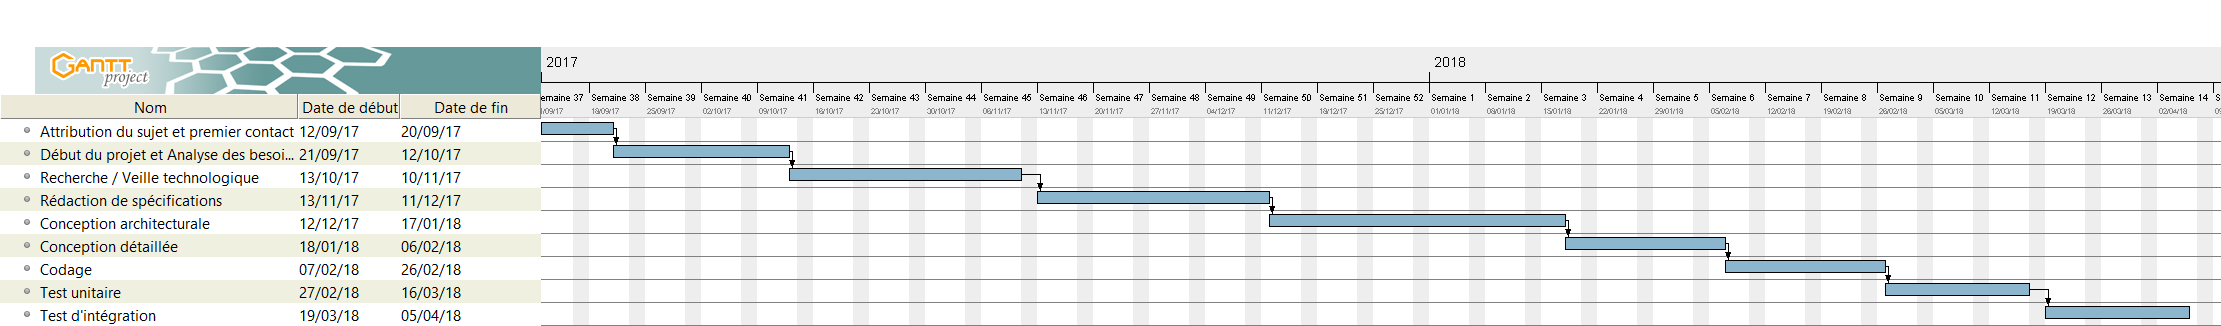 GANTT
project
2017 2018
Nom Date de début Date de fin
emaine 37 Semaine 38 Semaine 39 Semaine 40 Semaine 41 Semaine 42 Semaine 43 Semaine 44 Semaine 45 Semaine 46 Semaine 47 Semaine 48 Semaine 49 Semaine 50 Semaine 51 Semaine 52 Semaine 1 Semaine 2 Semaine 3 Semaine 4 Semaine 5 Semaine 6 Semaine 7 Semaine 8 Semaine 9 Semaine 10 Semaine 11 Semaine 12 Semaine 13 Semaine 14 S
/09/17 18/09/17 25/09/17 02/10/17 09/10/17 16/10/17 23/10/17 30/10/17 06/11/17 13/11/17 20/11/17 27/11/17 04/12/17 11/12/17 18/12/17 25/12/17 01/01/18 08/01/18 15/01/18 22/01/18 29/01/18 05/02/18 12/02/18 19/02/18 26/02/18 05/03/18 12/03/18 19/03/18 26/03/18 02/04/18 09
Attribution du sujet et premier contact 12/09/17 20/09/17
Début du projet et Analyse des besoi... 21/09/17 12/10/17
Recherche / Veille technologique 13/10/17 10/11/17
Rédaction de spécifications 13/11/17 11/12/17
Conception architecturale 12/12/17 17/01/18
Conception détaillée 18/01/18 06/02/18
Codage 07/02/18 26/02/18
Test unitaire 27/02/18 16/03/18
Test d'intégration 19/03/18 05/04/18